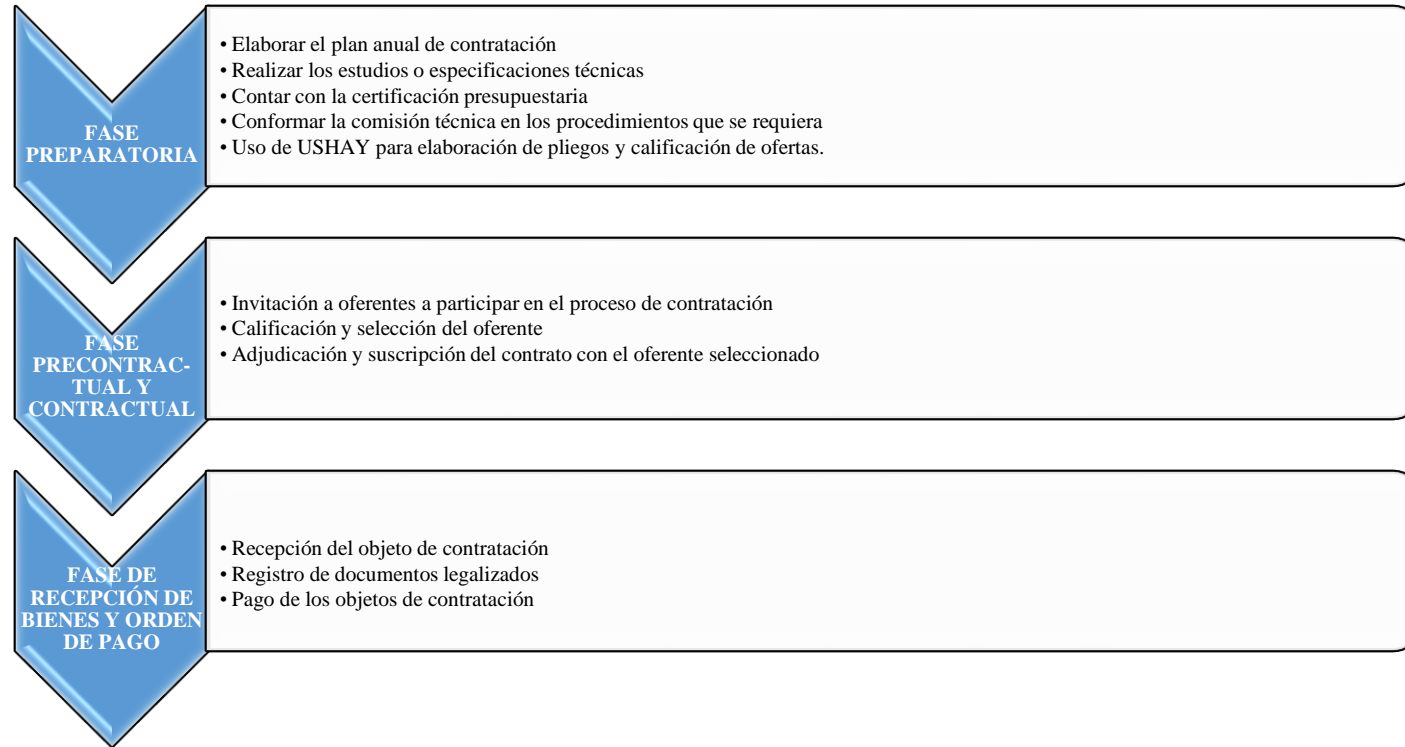 FASE
PREPARATORIA
• Elaborar el plan anual de contratación
• Realizar los estudios o especificaciones técnicas
• Contar con la certificación presupuestaria
• Conformar la comisión técnica en los procedimientos que se requiera
• Uso de USHAY para elaboración de pliegos y calificación de ofertas.
FASE
PRECONTRAC-
TUAL Y
CONTRACTUAL
• Invitación a oferentes a participar en el proceso de contratación
• Calificación y selección del oferente
• Adjudicación y suscripción del contrato con el oferente seleccionado
FASE DE
RECEPCIÓN DE
BIENES Y ORDEN
DE PAGO
• Recepción del objeto de contratación
• Registro de documentos legalizados
• Pago de los objetos de contratación